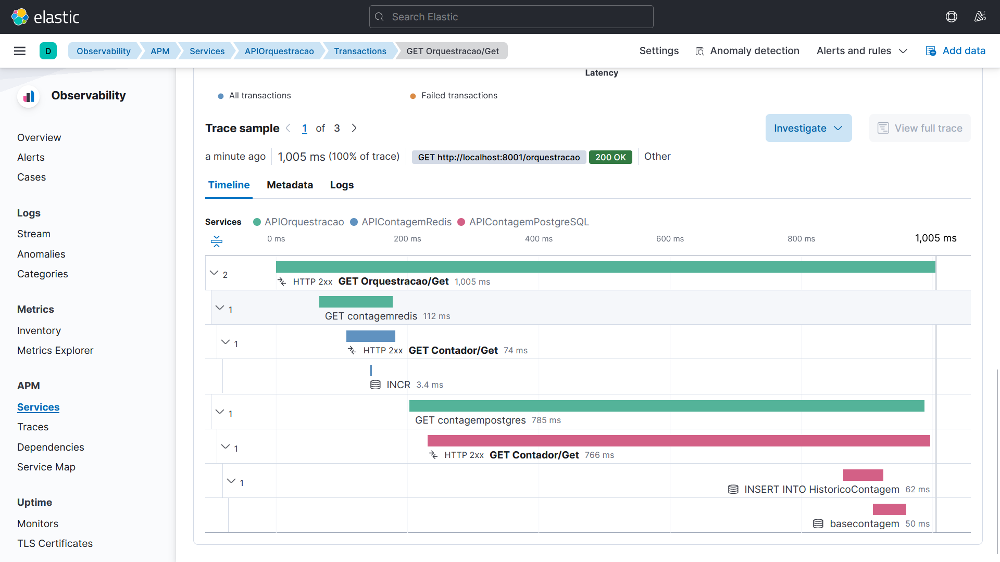 elastic
Search Elastic
D
Observability
APM
Services
APIOrquestracao
Transactions
GET Orquestracao/Get
Settings
Anomaly detection
Alerts and rules
Add data
Observability
Overview
Alerts
Cases
Logs
Stream
Anomalies
Categories
Metrics
Inventory
Metrics Explorer
APM
Services
Traces
Dependencies
Service Map
Uptime
Monitors
TLS Certificates
Latency
All transactions
Failed transactions
Trace sample 1 of 3
Investigate
View full trace
a minute ago
1,005 ms (100% of trace)
GET http://localhost:8001/orquestracao
200 OK
Other
Timeline
Metadata
Logs
Services APIOrquestracao APIContagemRedis APIContagemPostgreSQL
0 ms 200 ms 400 ms 600 ms 800 ms 1,005 ms
2
HTTP 2xx GET Orquestracao/Get 1,005 ms
1
GET contagemredis 112 ms
1
HTTP 2xx GET Contador/Get 74 ms
INCR 3.4 ms
1
GET contagempostgres 785 ms
1
HTTP 2xx GET Contador/Get 766 ms
1
INSERT INTO HistoricoContagem 62 ms
basecontagem 50 ms